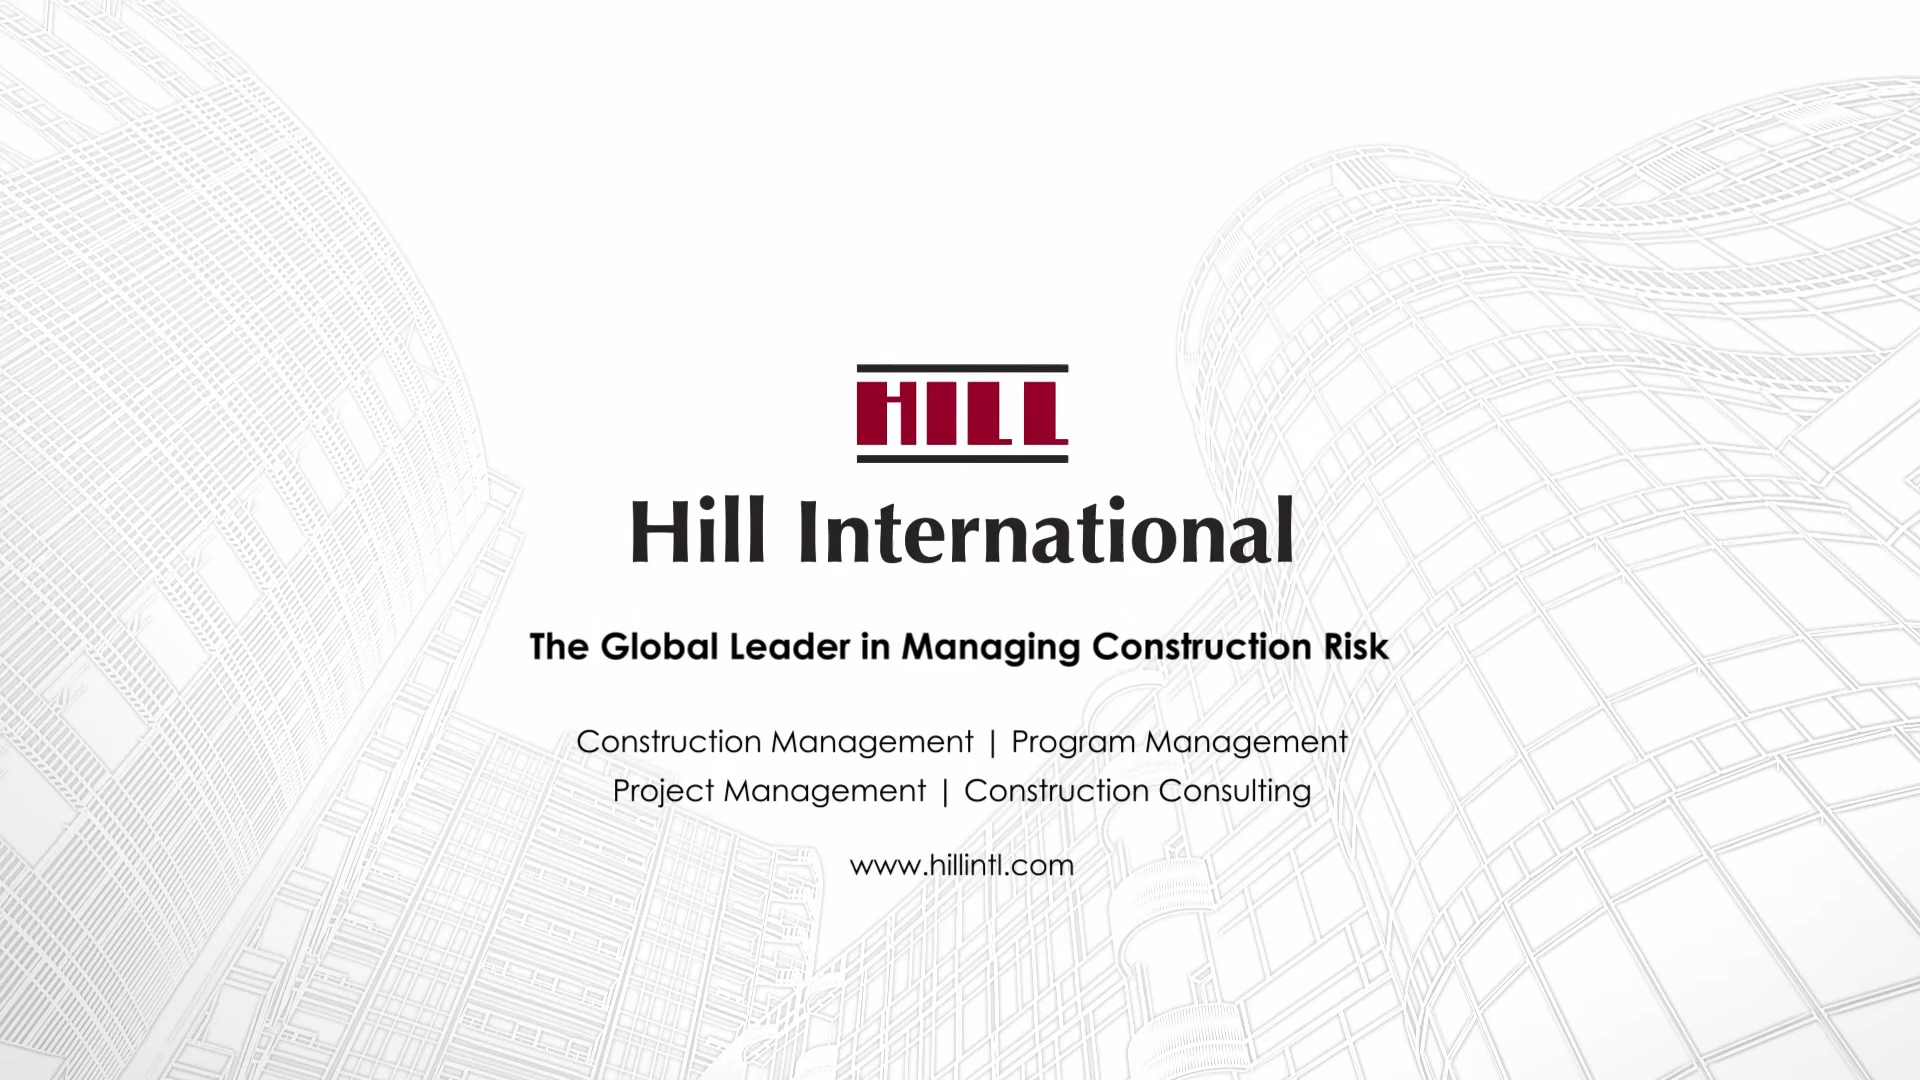 HILL
Hill International
The Global Leader in Managing Construction Risk
Construction Management | Program Management
Project Management | Construction Consulting
www.hillintl.com